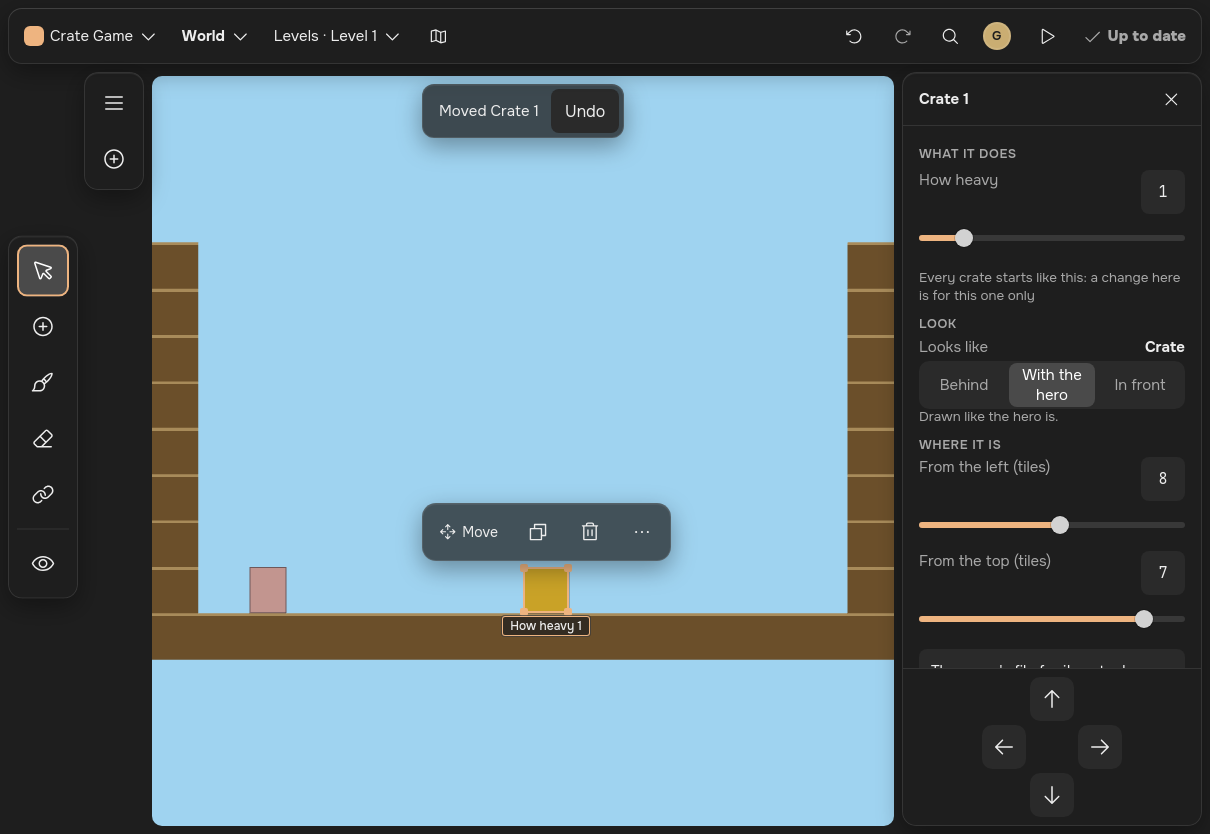 Crate Game
World
Levels · Level 1
G
Up to date
Moved Crate 1
Undo
Crate 1
WHAT IT DOES
How heavy
1
Every crate starts like this: a change here
is for this one only
LOOK
Looks like
Crate
Behind
With the
hero
In front
Drawn like the hero is.
WHERE IT IS
From the left (tiles)
8
From the top (tiles)
7
Move
How heavy 1